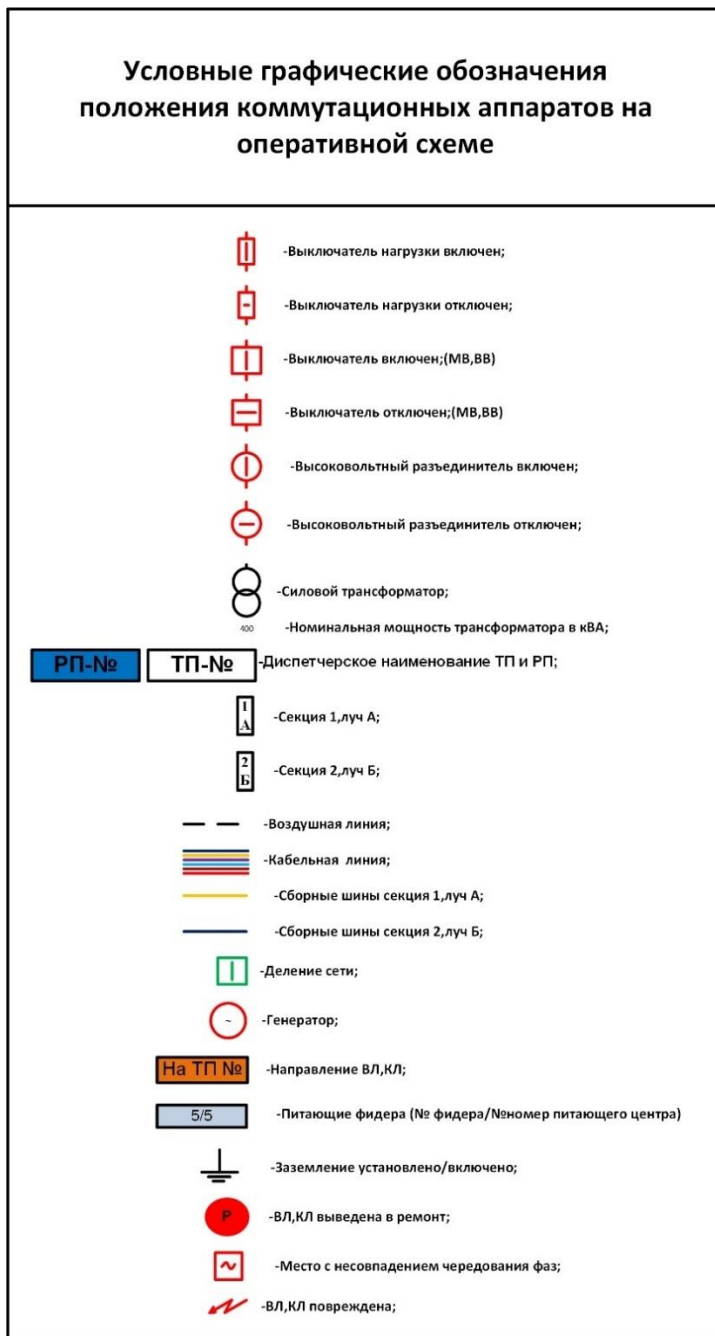 Условные графические обозначения
положения коммутационных аппаратов на
оперативной схеме
-Выключатель нагрузки включен;
-Выключатель нагрузки отключен;
-Выключатель включен;(МВ,ВВ)
-Выключатель отключен;(МВ,ВВ)
-Высоковольтный разъединитель включен;
-Высоковольтный разъединитель отключен;
-Силовой трансформатор;
400 -Номинальная мощность трансформатора в кВА;
РП-№ ТП-№ -Диспетчерское наименование ТП и РП;
1
А -Секция 1,луч А;
2
Б -Секция 2,луч Б;
-Воздушная линия;
-Кабельная линия;
-Сборные шины секция 1,луч А;
-Сборные шины секция 2,луч Б;
-Деление сети;
~ -Генератор;
На ТП № -Направление ВЛ,КЛ;
5/5 -Питающие фидера (№ фидера/№номер питающего центра)
-Заземление установлено/включено;
Р -ВЛ,КЛ выведена в ремонт;
-Место с несовпадением чередования фаз;
-ВЛ,КЛ повреждена;